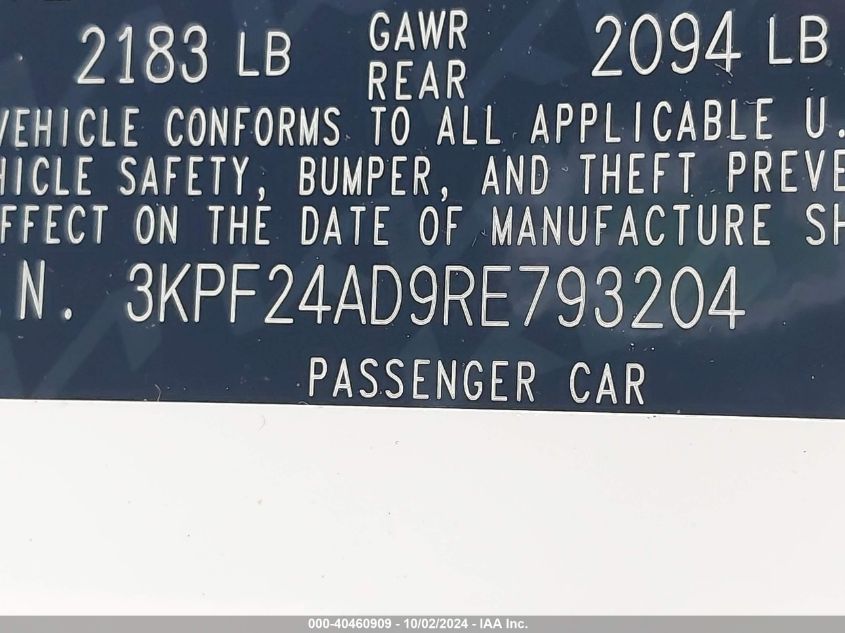 2183 LB GAWR REAR 2094 LB
VEHICLE CONFORMS TO ALL APPLICABLE U.
HICLE SAFETY, BUMPER, AND THEFT PREVE
FFECT ON THE DATE OF MANUFACTURE SH
.N. 3KPF24AD9RE793204
PASSENGER CAR
000-40460909 - 10/02/2024 - IAA Inc.